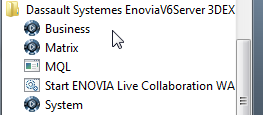 Dassault Systemes EnoviaV6Server 3DEX
Business
Matrix
MQL
Start ENOVIA Live Collaboration WA
System